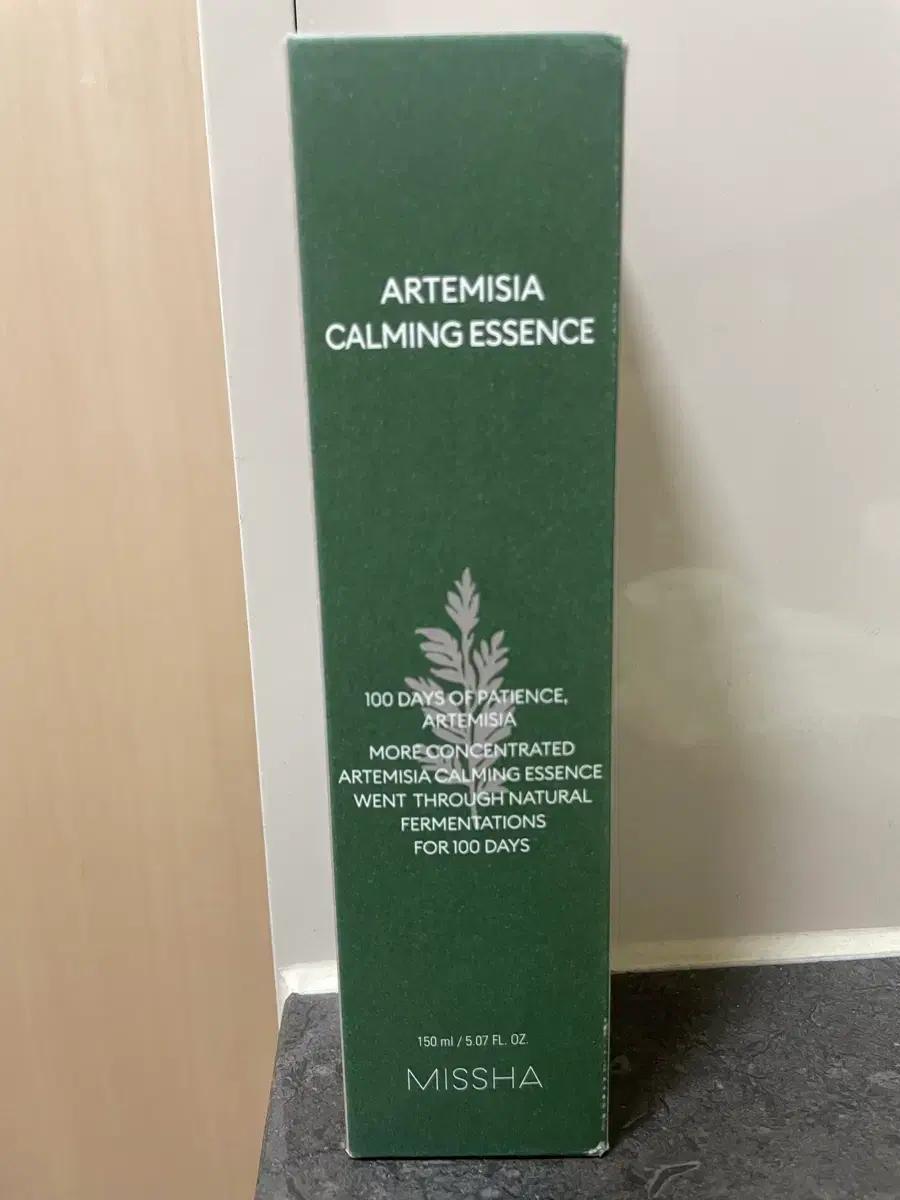 ARTEMISIA
CALMING ESSENCE
100 DAYS OF PATIENCE,
ARTEMISIA
MORE CONCENTRATED
ARTEMISIA CALMING ESSENCE
WENT THROUGH NATURAL
FERMENTATIONS
FOR 100 DAYS
150 ml / 5.07 FL. OZ.
MISSHA